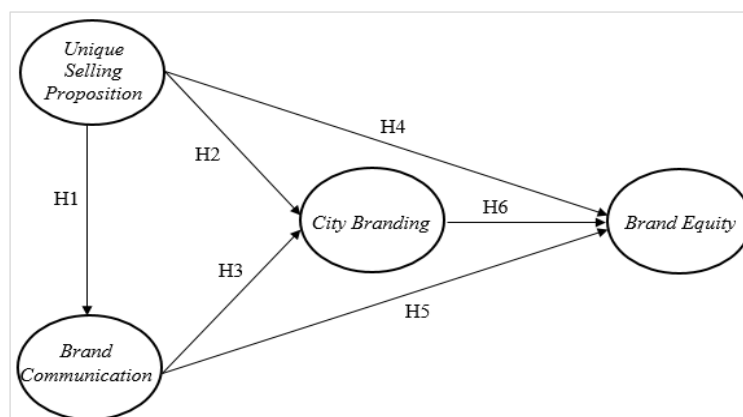 Unique
Selling
Proposition
H4
H2
H1
City Branding
H6
Brand Equity
H3
H5
Brand
Communication